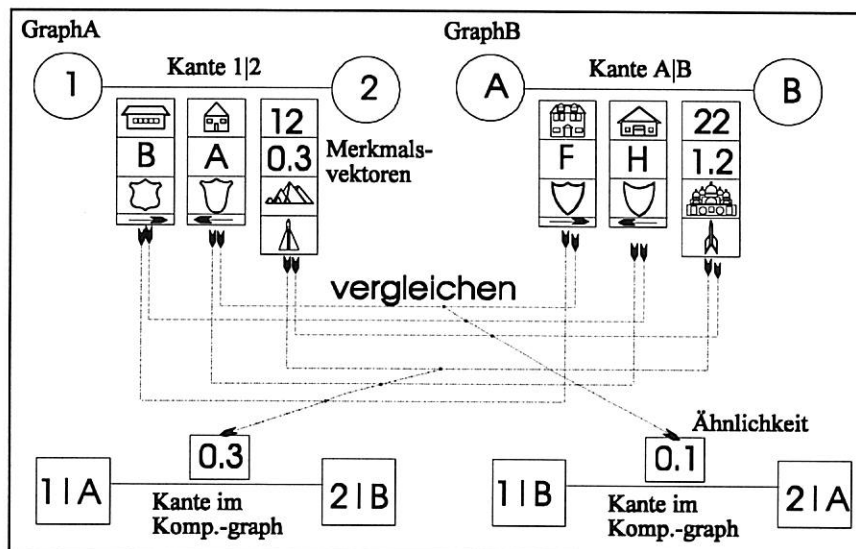 GraphA
GraphB
1
Kante 1|2
2
A
Kante A|B
B
B
A
12
0.3
Merkmals-
vektoren
F
H
22
1.2
vergleichen
Ähnlichkeit
0.3
0.1
1 | A
2 | B
1 | B
2 | A
Kante im
Komp.-graph
Kante im
Komp.-graph